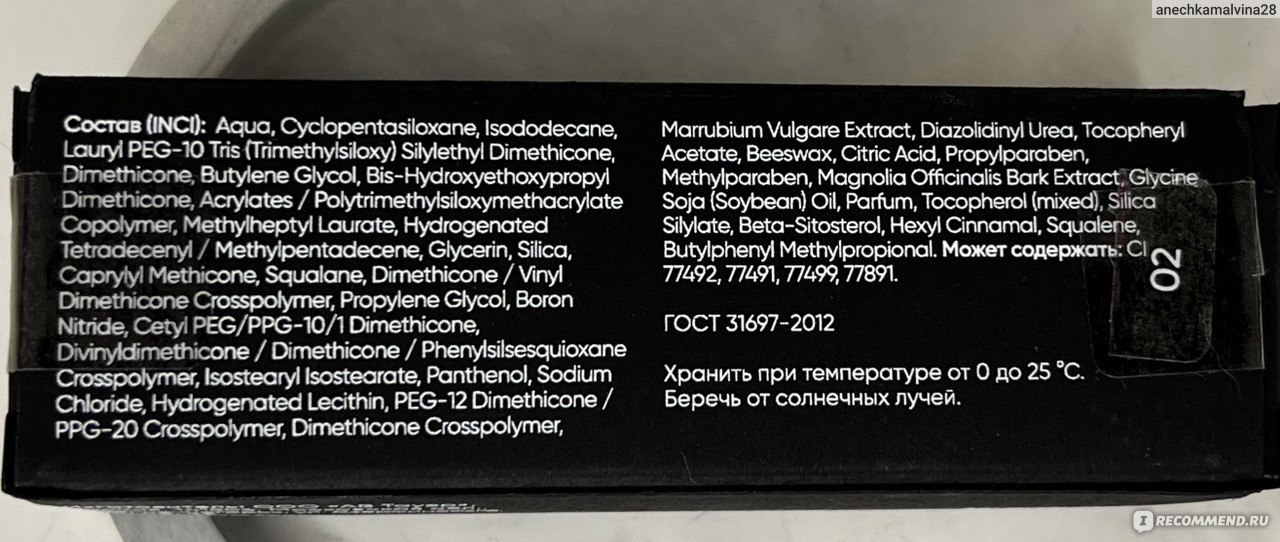 anechkamalvina28
Состав (INCI): Aqua, Cyclopentasiloxane, Isododecane,
Lauryl PEG-10 Tris (Trimethylsiloxy) Silylethyl Dimethicone,
Dimethicone, Butylene Glycol, Bis-Hydroxyethoxypropyl
Dimethicone, Acrylates / Polytrimethylsiloxymethacrylate
Copolymer, Methylheptyl Laurate, Hydrogenated
Tetradecenyl / Methylpentadecene, Glycerin, Silica,
Caprylyl Methicone, Squalane, Dimethicone / Vinyl
Dimethicone Crosspolymer, Propylene Glycol, Boron
Nitride, Cetyl PEG/PPG-10/1 Dimethicone,
Divinyldimethicone / Dimethicone / Phenylsilsesquioxane
Crosspolymer, Isostearyl Isostearate, Panthenol, Sodium
Chloride, Hydrogenated Lecithin, PEG-12 Dimethicone /
PPG-20 Crosspolymer, Dimethicone Crosspolymer,
Marrubium Vulgare Extract, Diazolidinyl Urea, Tocopheryl
Acetate, Beeswax, Citric Acid, Propylparaben,
Methylparaben, Magnolia Officinalis Bark Extract, Glycine
Soja (Soybean) Oil, Parfum, Tocopherol (mixed), Silica
Silylate, Beta-Sitosterol, Hexyl Cinnamal, Squalene,
Butylphenyl Methylpropional. Может содержать: CI
77492, 77491, 77499, 77891.
ГОСТ 31697-2012
Хранить при температуре от 0 до 25 °C.
Беречь от солнечных лучей.
02
I RECOMMEND.RU